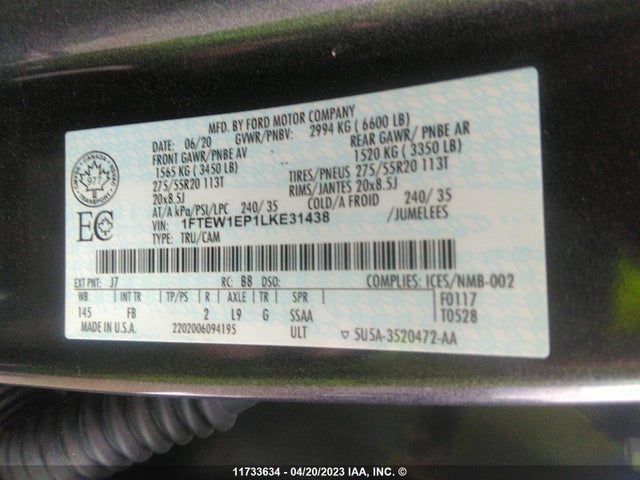 MFD. BY FORD MOTOR COMPANY
DATE: 06/20 GVWR/PNBV: 2994 KG ( 6600 LB)
FRONT GAWR/PNBE AV REAR GAWR/ PNBE AR
1565 KG ( 3450 LB) 1520 KG ( 3350 LB)
275/55R20 113T TIRES/PNEUS 275/55R20 113T
20x8.5J RIMS/JANTES 20x8.5J
AT/A kPa/PSI/LPC 240/35 COLD/A FROID 240/35
VIN: 1FTEW1EP1LKE31438 /JUMELEES
TYPE: TRU/CAM
EC
EXT PNT: J7 RC: B8 DSO: COMPLIES: ICES/NMB-002
WB INT TR TP/PS R AXLE TR SPR F0117
145 FB 2 L9 G SSAA T0528
MADE IN U.S.A. 2202006094195 ULT 5U5A-3520472-AA
11733634 - 04/20/2023 IAA, INC. ©